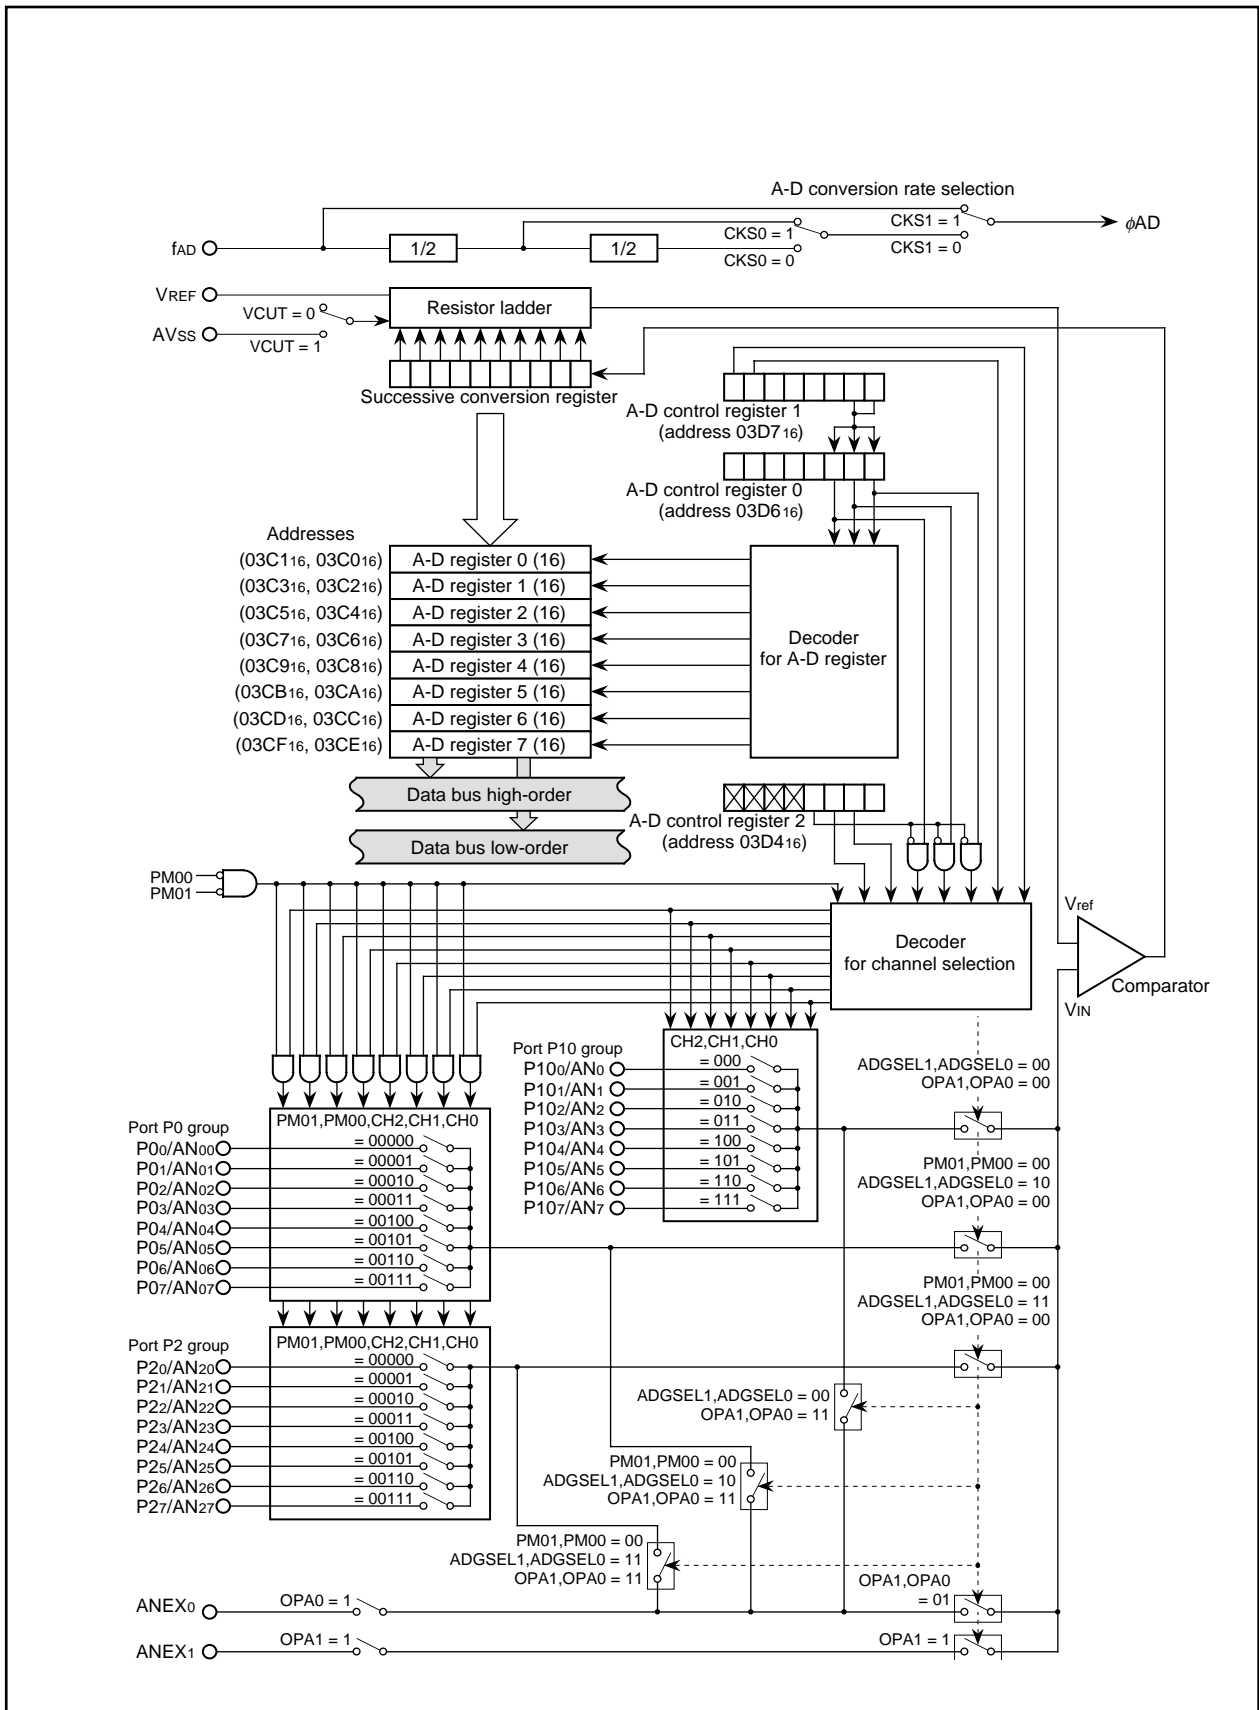 A-D conversion rate selection
CKS1 = 1
φAD
CKS0 = 1
fAD
1/2
1/2
CKS1 = 0
CKS0 = 0
VREF
Resistor ladder
VCUT = 0
AVSS
VCUT = 1
Successive conversion register
A-D control register 1
(address 03D716)
A-D control register 0
(address 03D616)
Addresses
(03C116, 03C016)
A-D register 0 (16)
(03C316, 03C216)
A-D register 1 (16)
(03C516, 03C416)
A-D register 2 (16)
(03C716, 03C616)
A-D register 3 (16)
(03C916, 03C816)
A-D register 4 (16)
(03CB16, 03CA16)
A-D register 5 (16)
(03CD16, 03CC16)
A-D register 6 (16)
(03CF16, 03CE16)
A-D register 7 (16)
Decoder
for A-D register
Data bus high-order
Data bus low-order
A-D control register 2
(address 03D416)
PM00
PM01
Decoder
for channel selection
Vref
VIN
Comparator
Port P10 group
CH2,CH1,CH0
P100/AN0
= 000
P101/AN1
= 001
P102/AN2
= 010
P103/AN3
= 011
P104/AN4
= 100
P105/AN5
= 101
P106/AN6
= 110
P107/AN7
= 111
ADGSEL1,ADGSEL0 = 00
OPA1,OPA0 = 00
Port P0 group
PM01,PM00,CH2,CH1,CH0
P00/AN00
= 00000
P01/AN01
= 00001
P02/AN02
= 00010
P03/AN03
= 00011
P04/AN04
= 00100
P05/AN05
= 00101
P06/AN06
= 00110
P07/AN07
= 00111
PM01,PM00 = 00
ADGSEL1,ADGSEL0 = 10
OPA1,OPA0 = 00
PM01,PM00 = 00
ADGSEL1,ADGSEL0 = 11
OPA1,OPA0 = 00
Port P2 group
PM01,PM00,CH2,CH1,CH0
P20/AN20
= 00000
P21/AN21
= 00001
P22/AN22
= 00010
P23/AN23
= 00011
P24/AN24
= 00100
P25/AN25
= 00101
P26/AN26
= 00110
P27/AN27
= 00111
ADGSEL1,ADGSEL0 = 00
OPA1,OPA0 = 11
PM01,PM00 = 00
ADGSEL1,ADGSEL0 = 10
OPA1,OPA0 = 11
PM01,PM00 = 00
ADGSEL1,ADGSEL0 = 11
OPA1,OPA0 = 11
OPA1,OPA0
= 01
ANEX0
OPA0 = 1
ANEX1
OPA1 = 1
OPA1 = 1